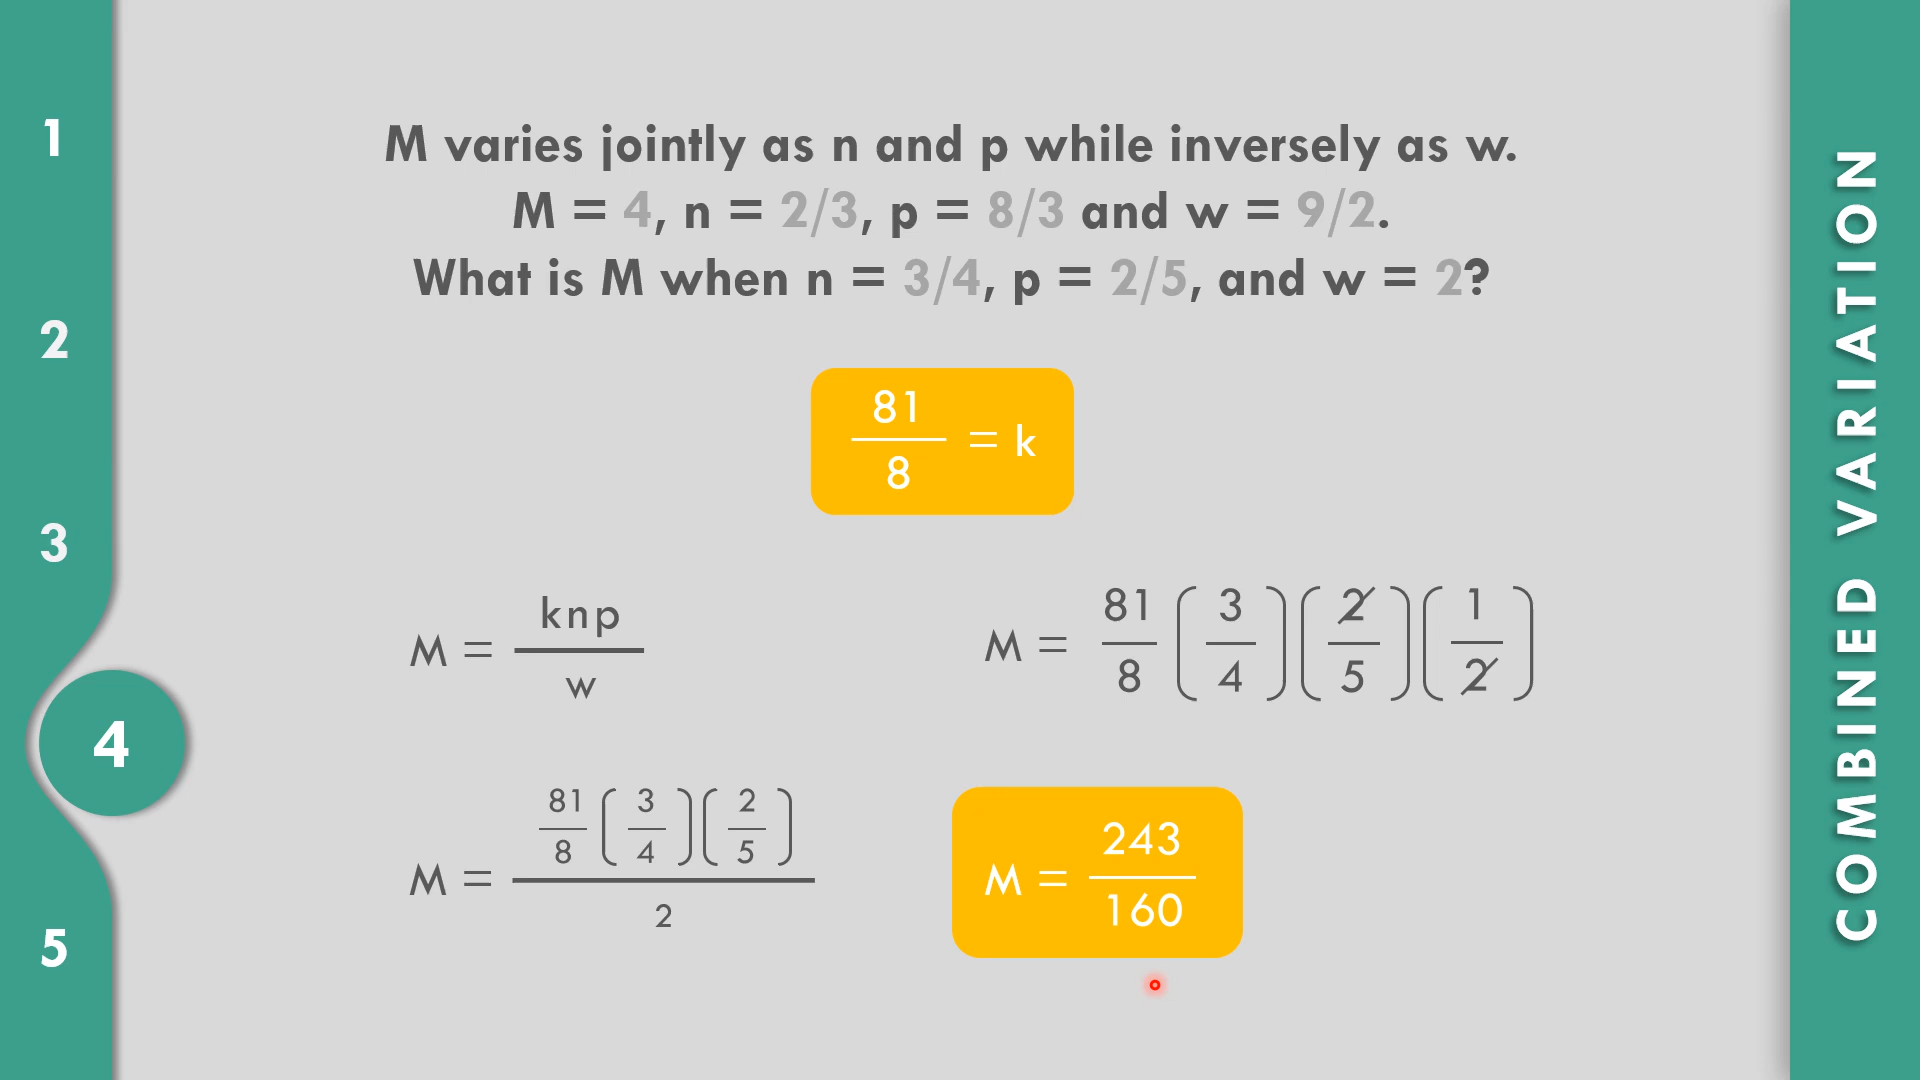 1
2
3
4
5
M varies jointly as n and p while inversely as w.
M = 4, n = 2/3, p = 8/3 and w = 9/2.
What is M when n = 3/4, p = 2/5, and w = 2?
81/8 = k
M = knp/w
M = 81/8 (3/4)(2/5)(1/2)
M = 81/8 (3/4)(2/5) / 2
M = 243/160
COMBINED VARIATION